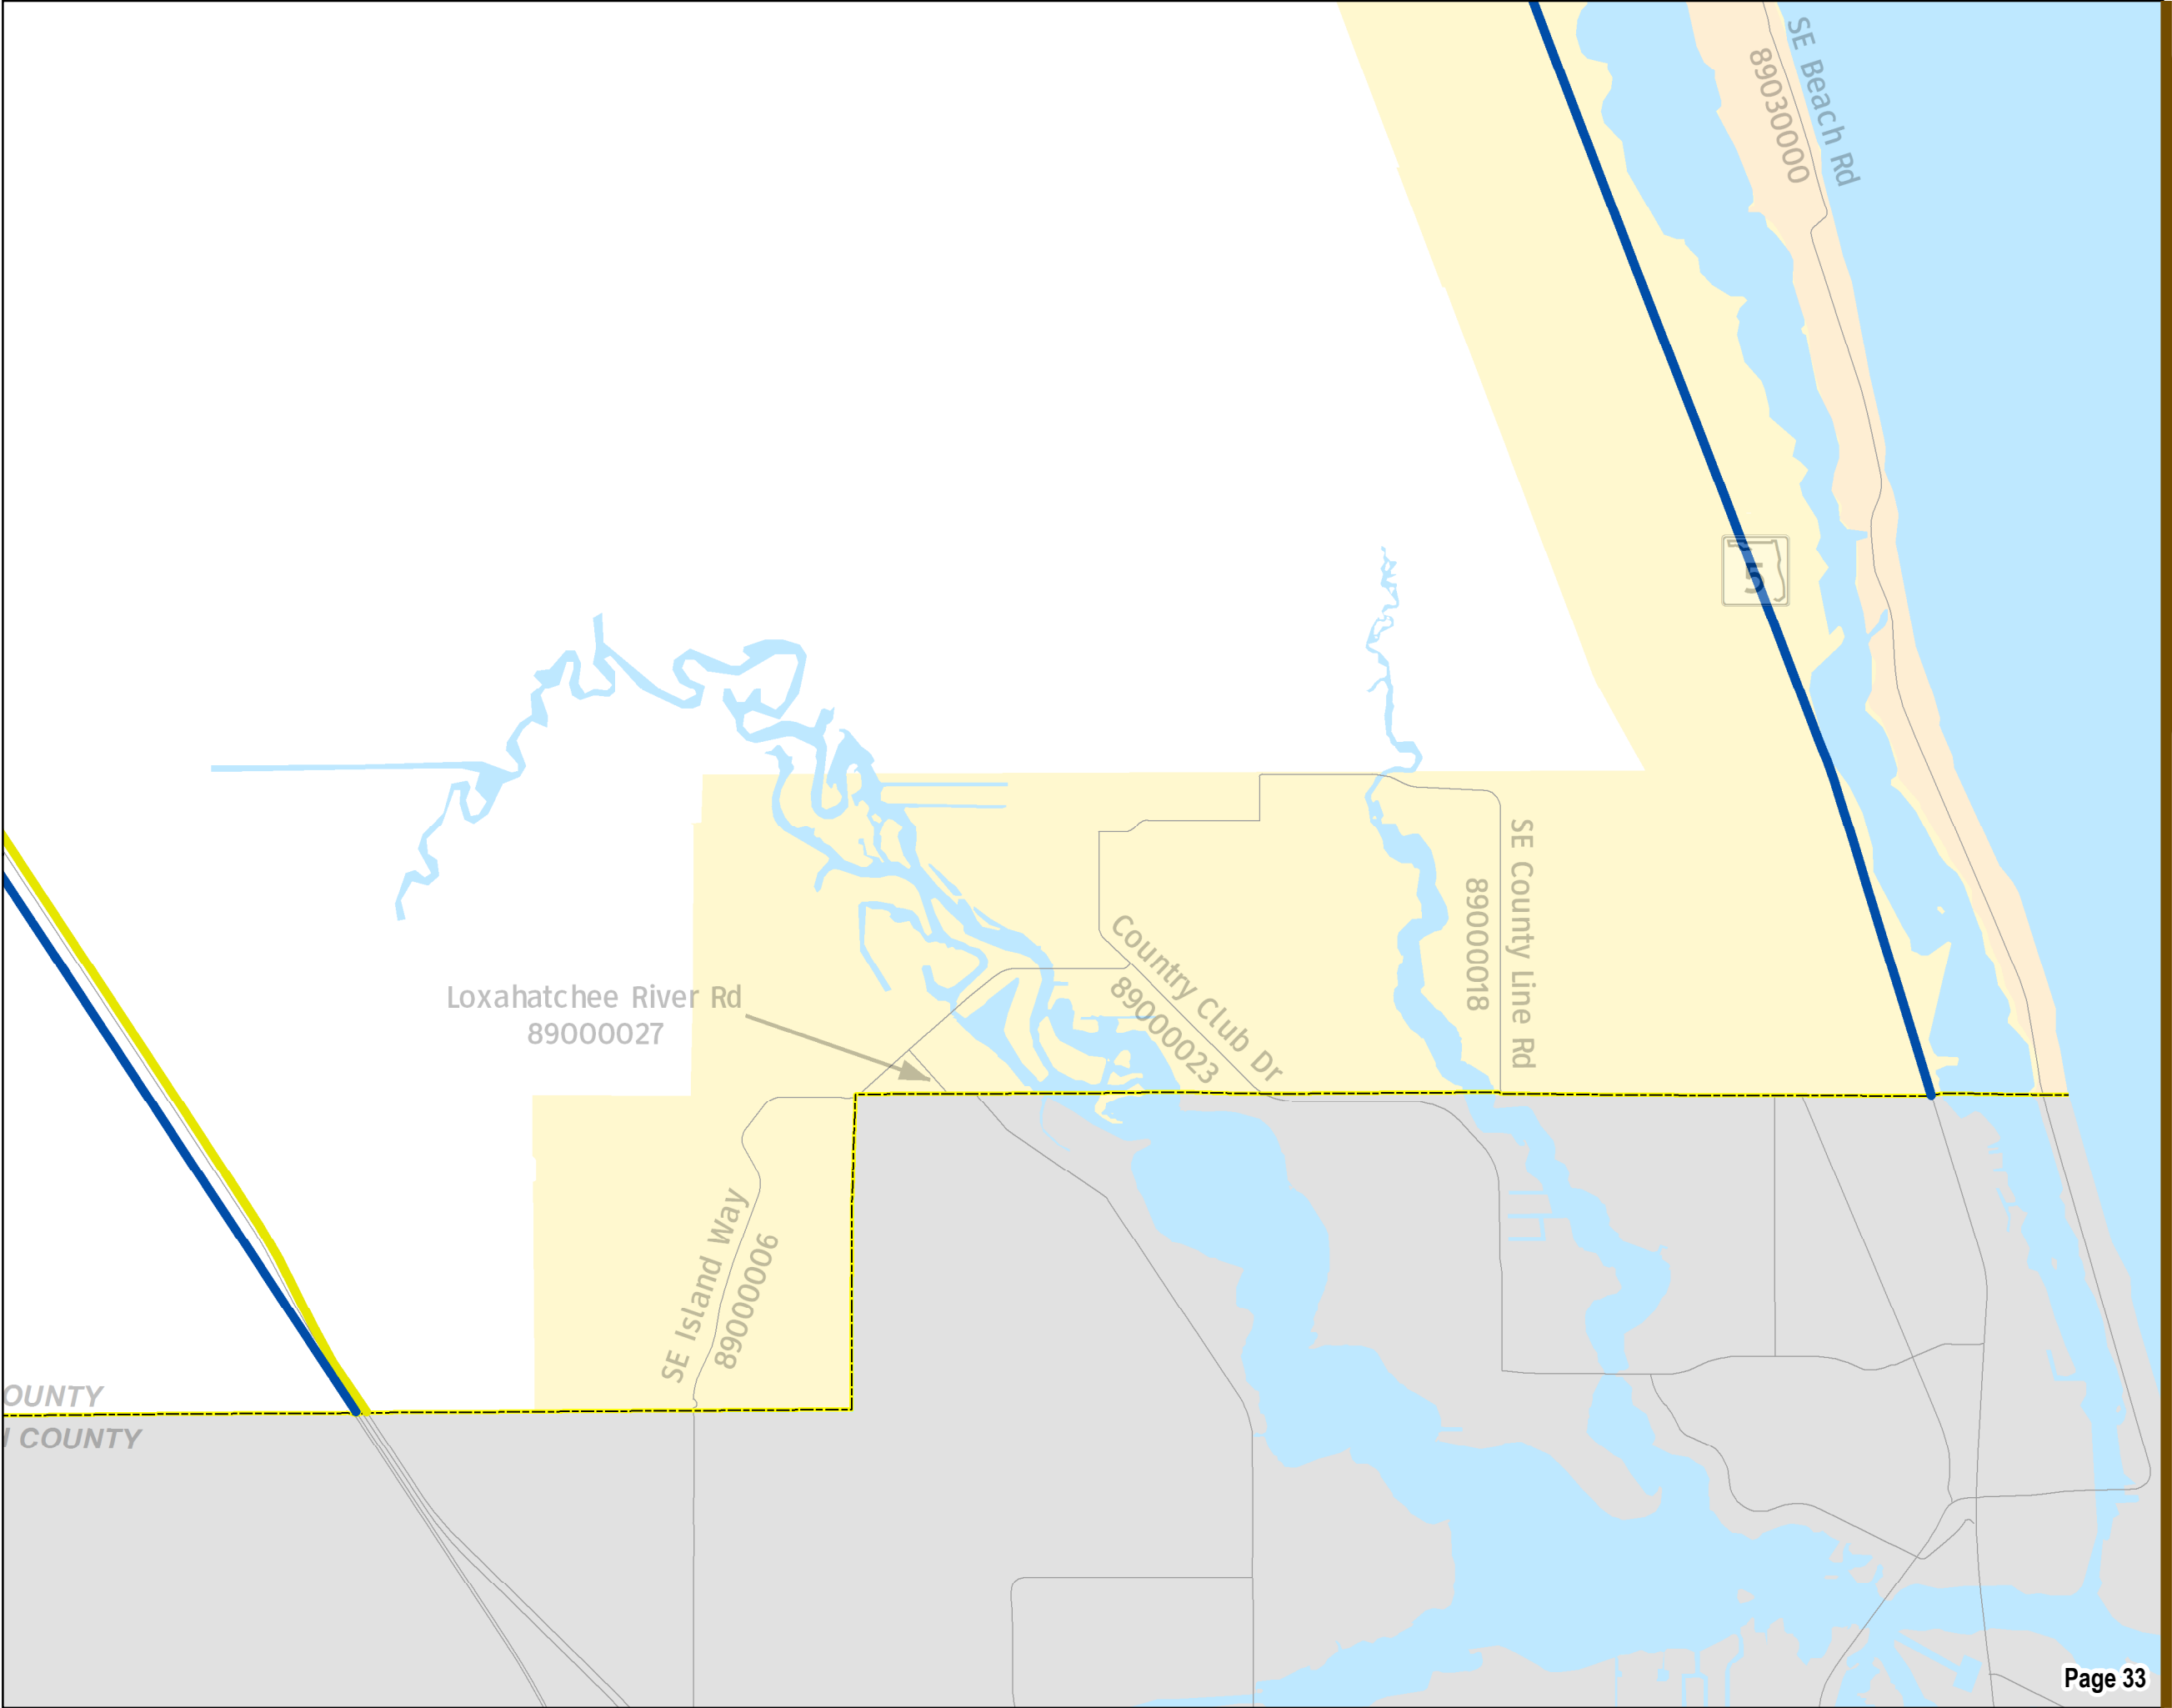 SE Beach Rd
89030000
5
SE County Line Rd
89000018
Country Club Dr
89000023
Loxahatchee River Rd
89000027
SE Island Way
89000006
OUNTY
COUNTY
Page 33